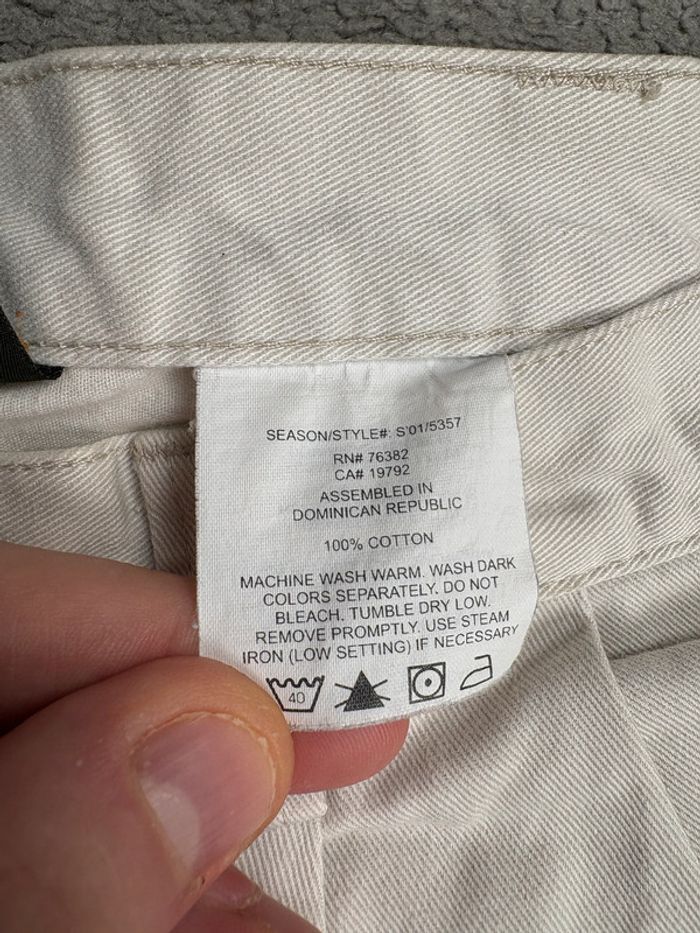 SEASON/STYLE#: S'01/5357
RN# 76382
CA# 19792
ASSEMBLED IN
DOMINICAN REPUBLIC
100% COTTON
MACHINE WASH WARM. WASH DARK
COLORS SEPARATELY. DO NOT
BLEACH. TUMBLE DRY LOW.
REMOVE PROMPTLY. USE STEAM
IRON (LOW SETTING) IF NECESSARY
40